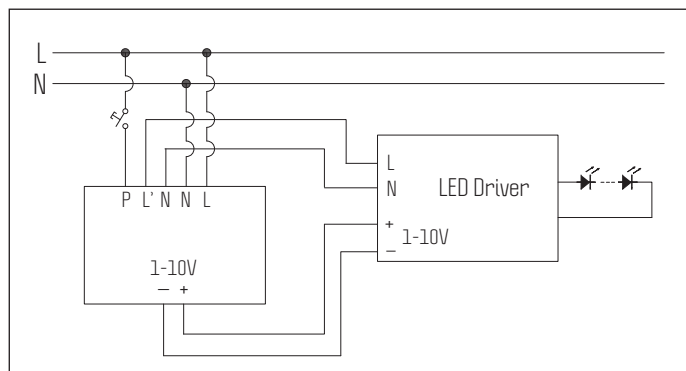 L
N
L
N
LED Driver
+
1-10V
–
P L' N N L
1-10V
– +